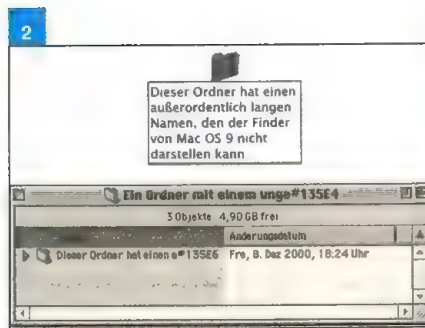 2
Dieser Ordner hat einen
außerordentlich langen
Namen, den der Finder
von Mac OS 9 nicht
darstellen kann
Ein Ordner mit einem unge#135E4
3 Objekte 4,90 GB frei
Änderungsdatum
Dieser Ordner hat einen a#135E6 Fre, 8. Dez 2000, 18:24 Uhr